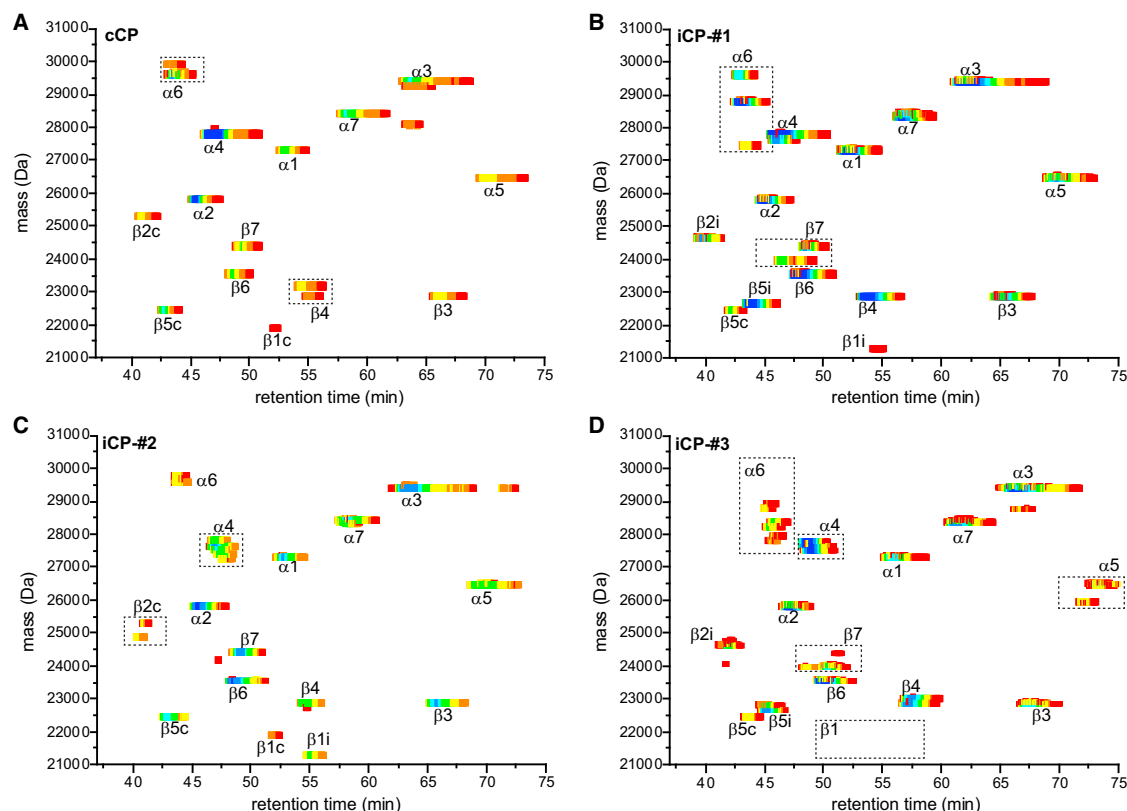 A
cCP
31000
30000
29000
28000
27000
26000
25000
24000
23000
22000
21000
mass (Da)
α6
α3
α4
α7
α1
α5
α2
β2c
β7
β6
β4
β3
β5c
β1c
40 45 50 55 60 65 70 75
retention time (min)
B
iCP-#1
31000
30000
29000
28000
27000
26000
25000
24000
23000
22000
21000
mass (Da)
α6
α3
α4
α7
α1
α5
α2
β2i
β7
β6
β5i
β5c
β4
β3
β1i
40 45 50 55 60 65 70 75
retention time (min)
C
iCP-#2
31000
30000
29000
28000
27000
26000
25000
24000
23000
22000
21000
mass (Da)
α6
α3
α4
α7
α1
α5
β2c
α2
β7
β6
β4
β3
β5c
β1c
β1i
40 45 50 55 60 65 70 75
retention time (min)
D
iCP-#3
31000
30000
29000
28000
27000
26000
25000
24000
23000
22000
21000
mass (Da)
α6
α3
α4
α7
α1
α5
α2
β2i
β7
β6
β4
β3
β5c
β5i
β1
40 45 50 55 60 65 70 75
retention time (min)